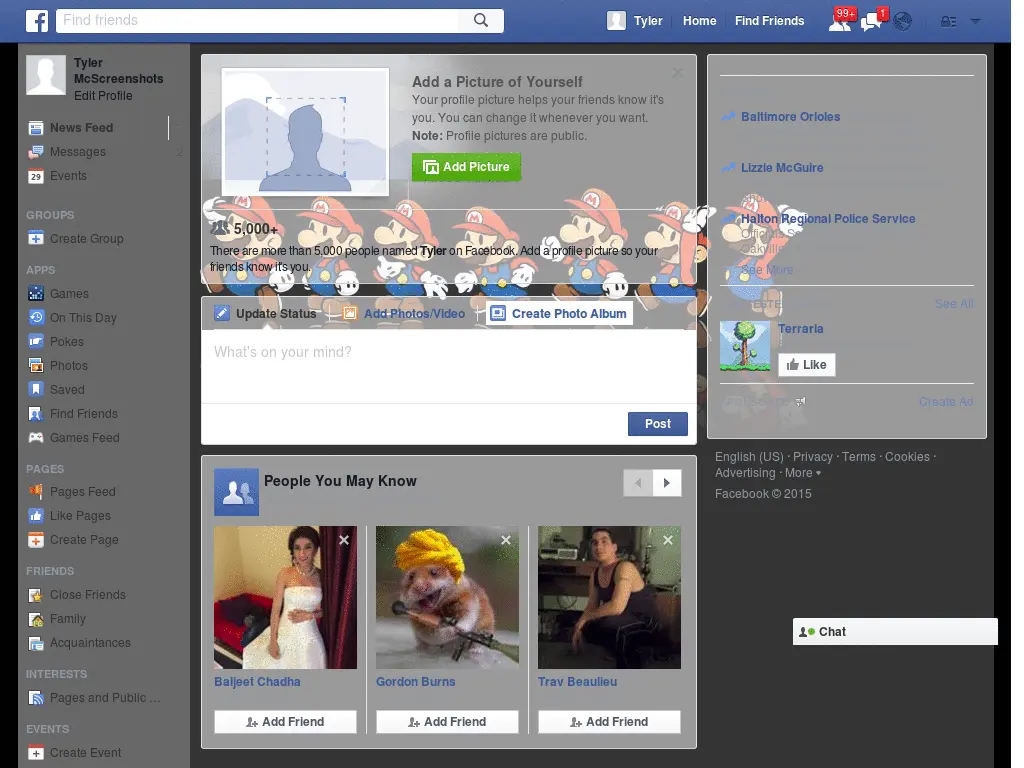 Find friends
Tyler
Home
Find Friends
99+
1
Tyler
McScreenshots
Edit Profile
News Feed
Messages
2
Events
29
GROUPS
Create Group
APPS
Games
On This Day
Pokes
Photos
Saved
Find Friends
Games Feed
PAGES
Pages Feed
Like Pages
Create Page
FRIENDS
Close Friends
Family
Acquaintances
INTERESTS
Pages and Public ...
EVENTS
Create Event
Add a Picture of Yourself
Your profile picture helps your friends know it's
you. You can change it whenever you want.
Note: Profile pictures are public.
Add Picture
5,000+
There are more than 5,000 people named Tyler on Facebook. Add a profile picture so your
friends know it's you.
Update Status
Add Photos/Video
Create Photo Album
What's on your mind?
Post
People You May Know
Baljeet Chadha
Gordon Burns
Trav Beaulieu
Add Friend
Add Friend
Add Friend
Baltimore Orioles
Lizzie McGuire
Halton Regional Police Service
See More
See All
Terraria
Like
Create Ad
English (US) · Privacy · Terms · Cookies ·
Advertising · More
Facebook © 2015
Chat